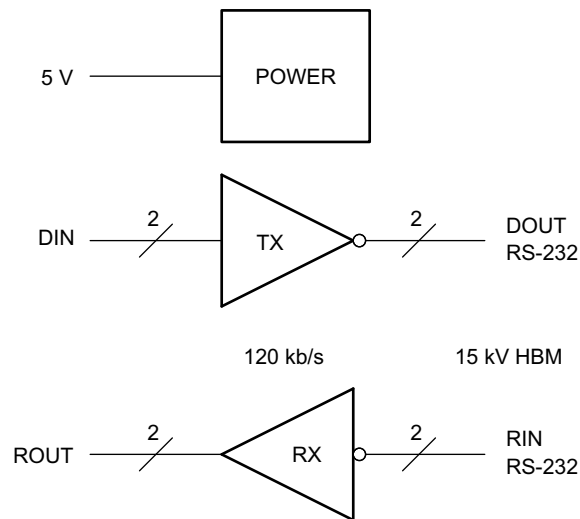 5 V
POWER
2
2
DIN
TX
DOUT
RS-232
120 kb/s
15 kV HBM
2
2
ROUT
RX
RIN
RS-232